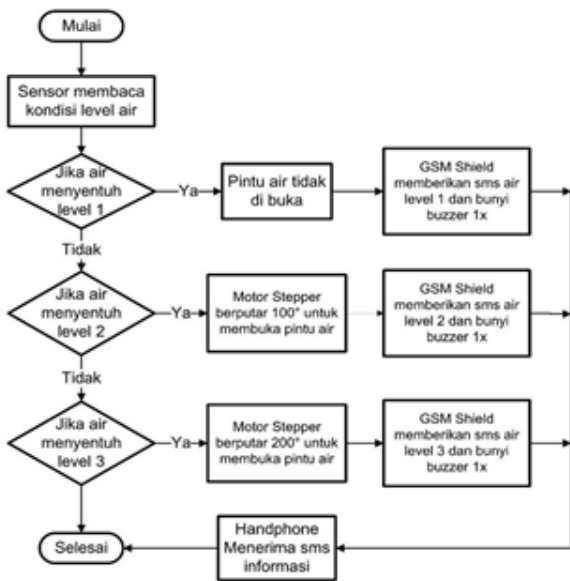 Mulai
Sensor membaca
kondisi level air
Jika air
menyentuh
level 1
Ya
Pintu air tidak
di buka
GSM Shield
memberikan sms air
level 1 dan bunyi
buzzer 1x
Tidak
Jika air
menyentuh
level 2
Ya
Motor Stepper
berputar 100° untuk
membuka pintu air
GSM Shield
memberikan sms air
level 2 dan bunyi
buzzer 1x
Tidak
Jika air
menyentuh
level 3
Ya
Motor Stepper
berputar 200° untuk
membuka pintu air
GSM Shield
memberikan sms air
level 3 dan bunyi
buzzer 1x
Selesai
Handphone
Menerima sms
informasi